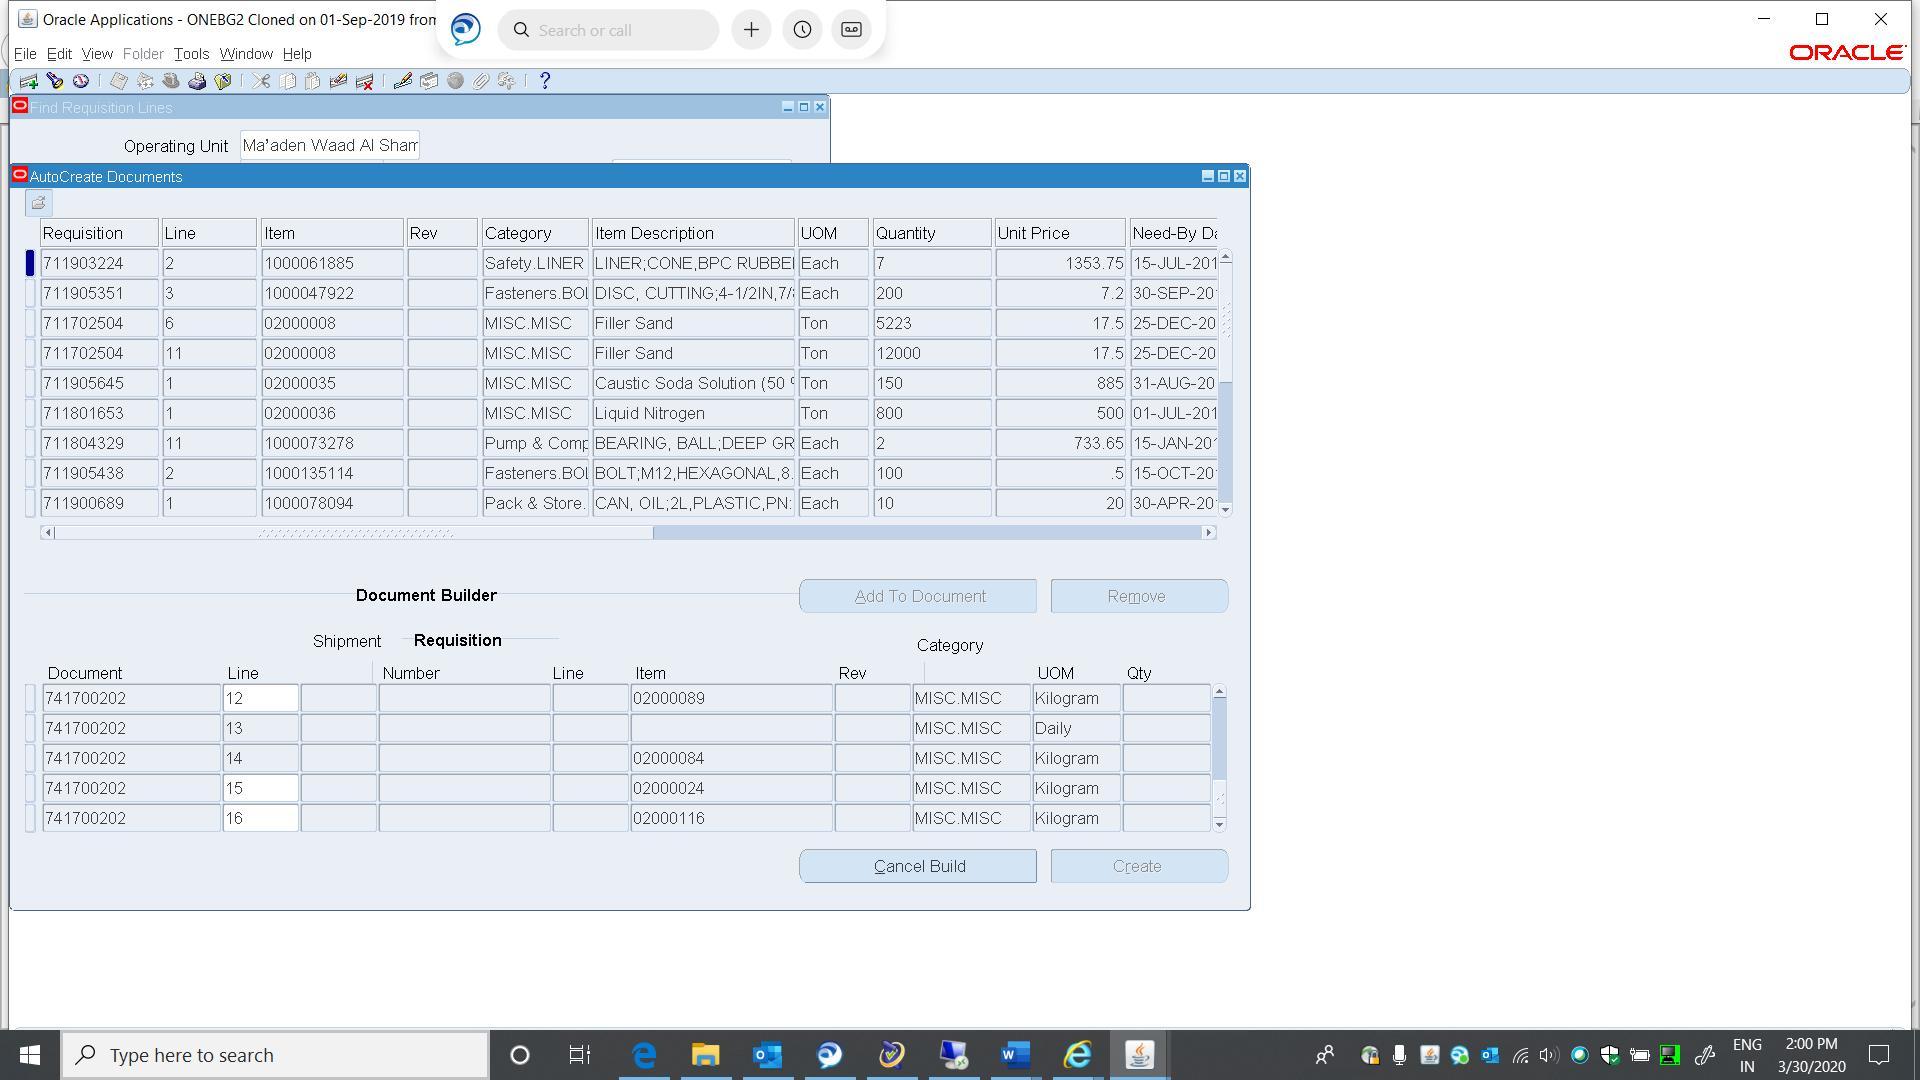 Oracle Applications - ONEBG2 Cloned on 01-Sep-2019 from
Search or call
File Edit View Folder Tools Window Help
ORACLE
Find Requisition Lines
Operating Unit Ma'aden Waad Al Sham
AutoCreate Documents
Requisition Line Item Rev Category Item Description UOM Quantity Unit Price Need-By Da
711903224 2 1000061885 Safety.LINER LINER;CONE,BPC RUBBE Each 7 1353.75 15-JUL-201
711905351 3 1000047922 Fasteners.BOL DISC, CUTTING;4-1/2IN,7/ Each 200 7.2 30-SEP-20
711702504 6 02000008 MISC.MISC Filler Sand Ton 5223 17.5 25-DEC-20
711702504 11 02000008 MISC.MISC Filler Sand Ton 12000 17.5 25-DEC-20
711905645 1 02000035 MISC.MISC Caustic Soda Solution (50 Ton 150 885 31-AUG-20
711801653 1 02000036 MISC.MISC Liquid Nitrogen Ton 800 500 01-JUL-201
711804329 11 1000073278 Pump & Comp BEARING, BALL;DEEP GR Each 2 733.65 15-JAN-201
711905438 2 1000135114 Fasteners.BOL BOLT;M12,HEXAGONAL,8. Each 100 .5 15-OCT-20
711900689 1 1000078094 Pack & Store. CAN, OIL;2L,PLASTIC,PN: Each 10 20 30-APR-20
Document Builder Add To Document Remove
Shipment Requisition Category
Document Line Number Line Item Rev UOM Qty
741700202 12 02000089 MISC.MISC Kilogram
741700202 13 MISC.MISC Daily
741700202 14 02000084 MISC.MISC Kilogram
741700202 15 02000024 MISC.MISC Kilogram
741700202 16 02000116 MISC.MISC Kilogram
Cancel Build Create
Type here to search
ENG
IN
2:00 PM
3/30/2020